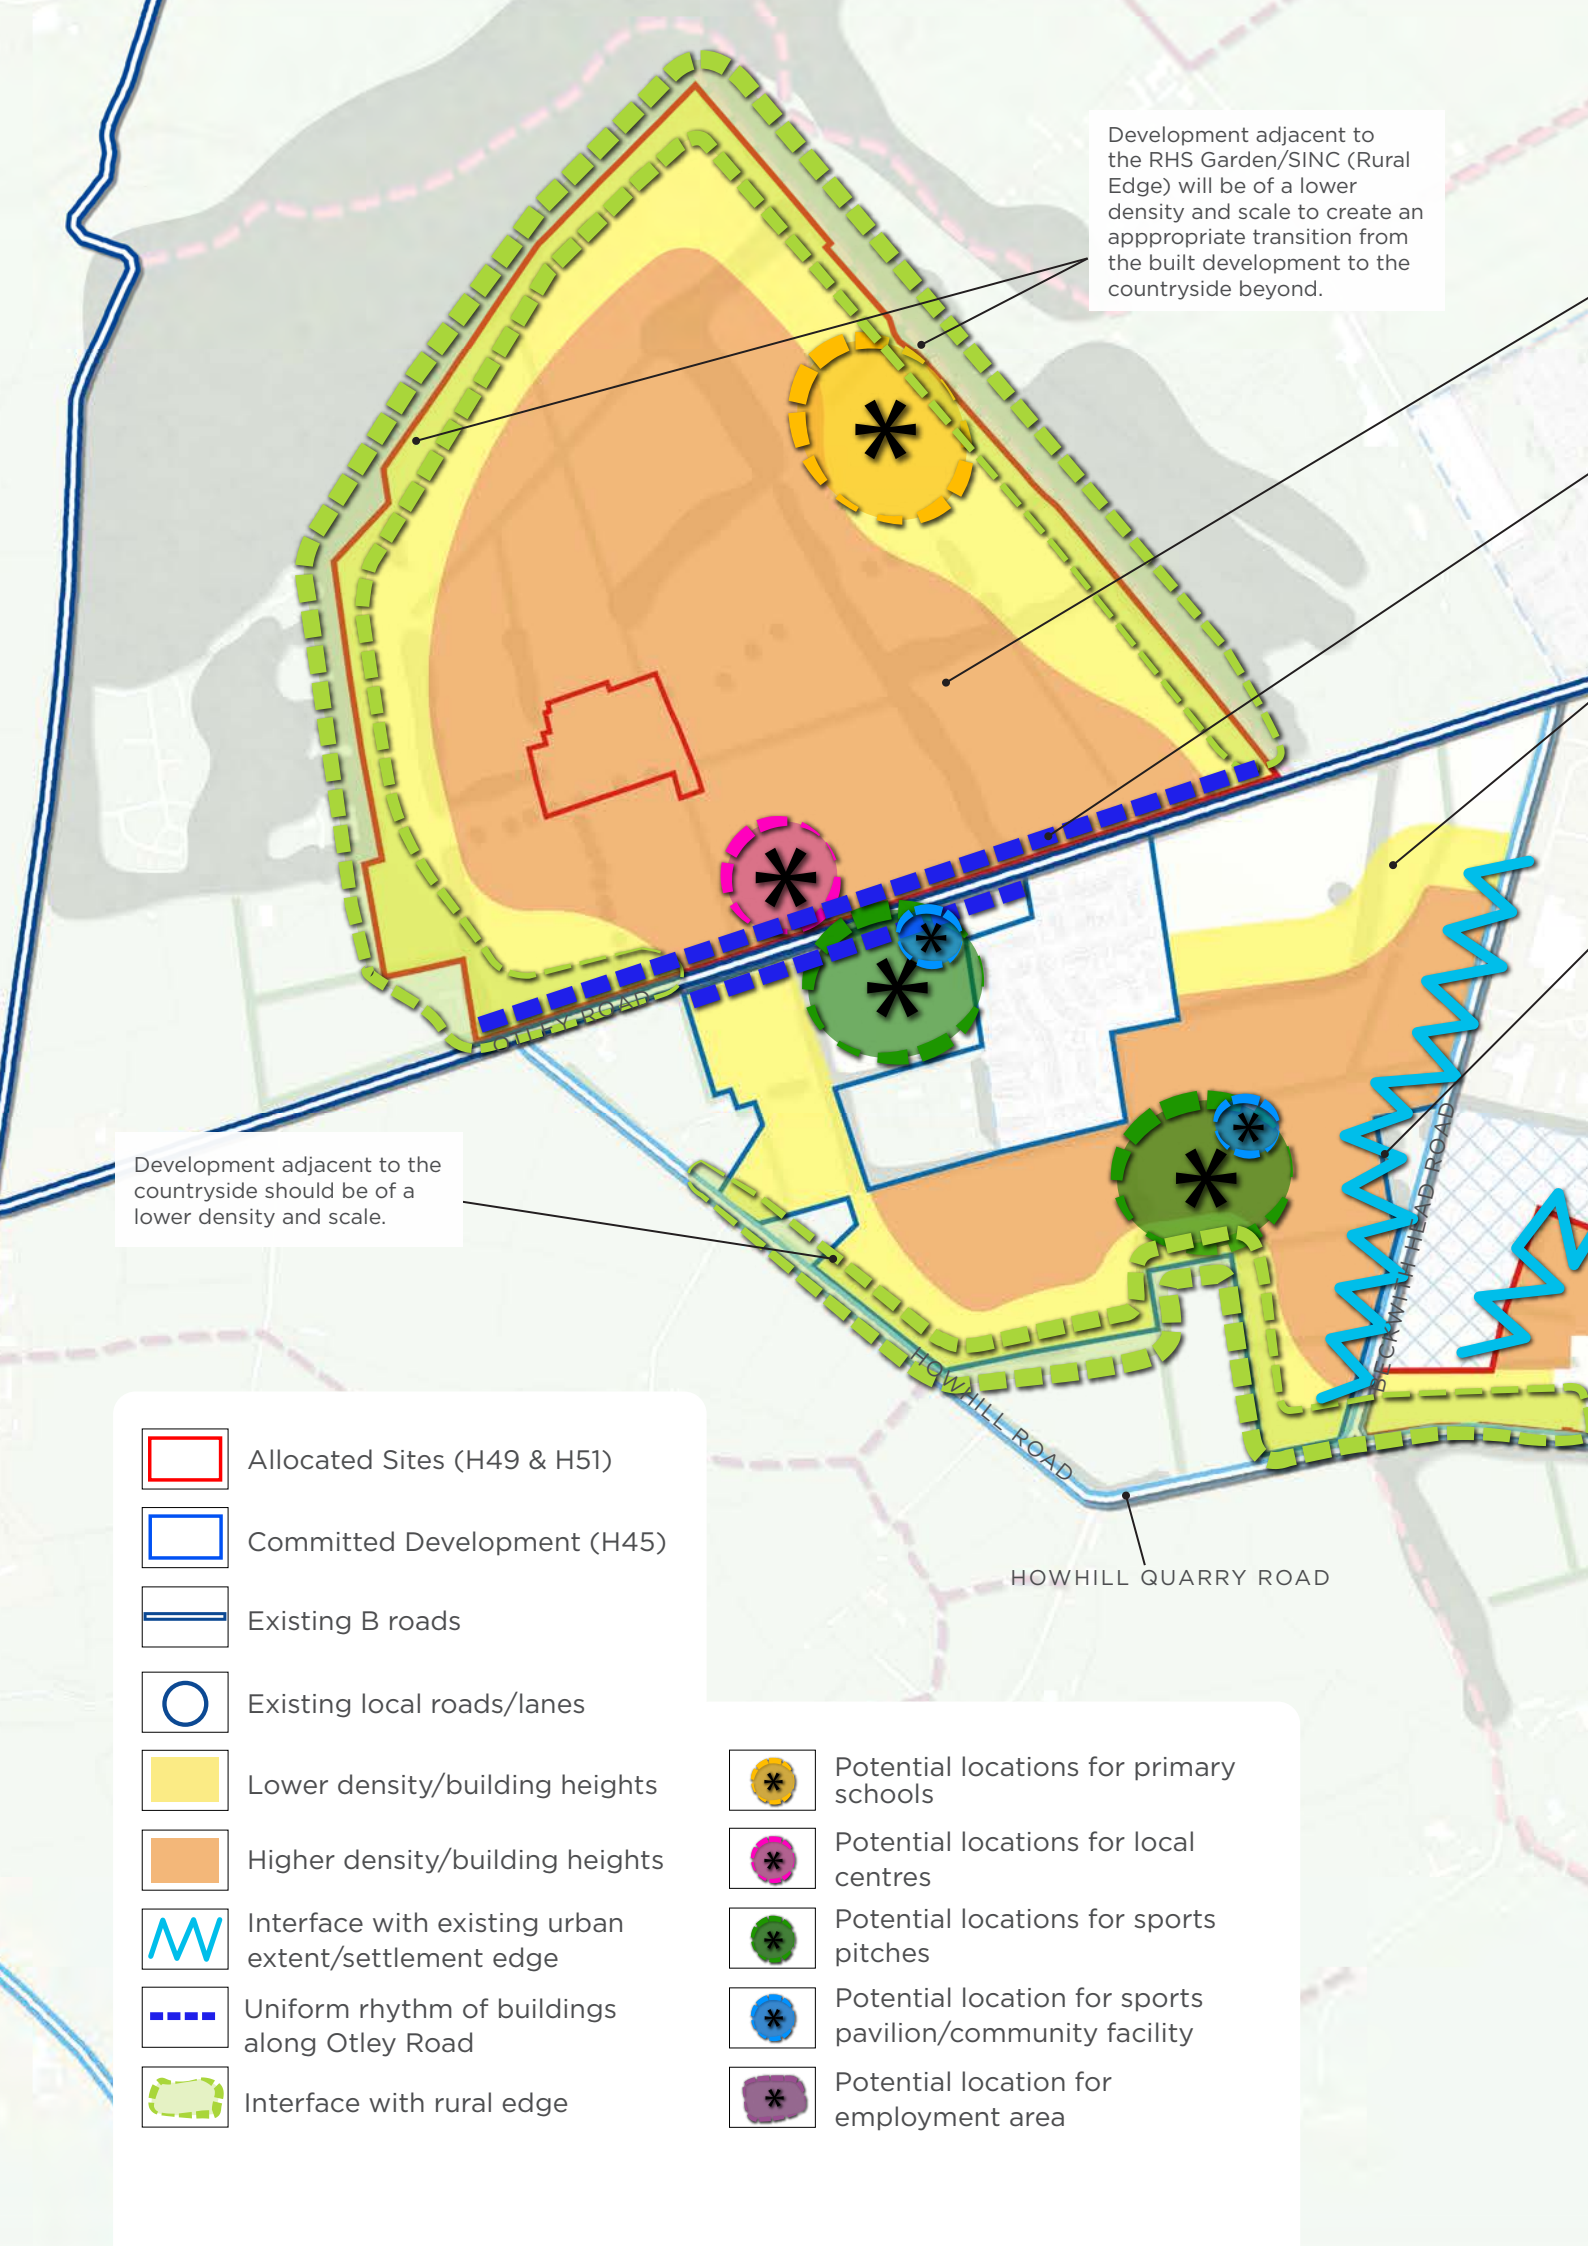 Development adjacent to
the RHS Garden/SINC (Rural
Edge) will be of a lower
density and scale to create an
apppropriate transition from
the built development to the
countryside beyond.
OTLEY ROAD
Development adjacent to the
countryside should be of a
lower density and scale.
BECKWITH HEAD ROAD
HOWHILL ROAD
HOWHILL QUARRY ROAD
Allocated Sites (H49 & H51)
Committed Development (H45)
Existing B roads
Existing local roads/lanes
Lower density/building heights
Higher density/building heights
Interface with existing urban
extent/settlement edge
Uniform rhythm of buildings
along Otley Road
Interface with rural edge
Potential locations for primary
schools
Potential locations for local
centres
Potential locations for sports
pitches
Potential location for sports
pavilion/community facility
Potential location for
employment area